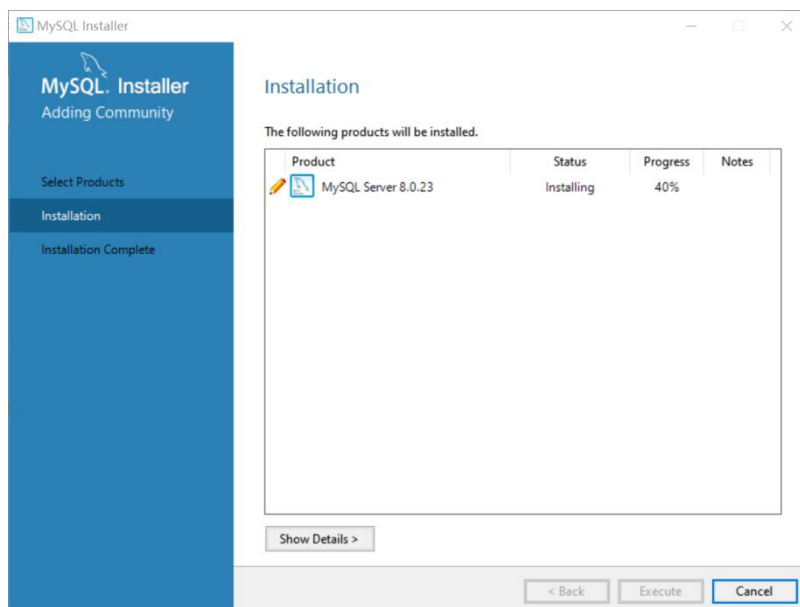 MySQL Installer
MySQL. Installer
Adding Community
Select Products
Installation
Installation Complete
Installation
The following products will be installed.
Product Status Progress Notes
MySQL Server 8.0.23 Installing 40%
Show Details >
< Back Execute Cancel